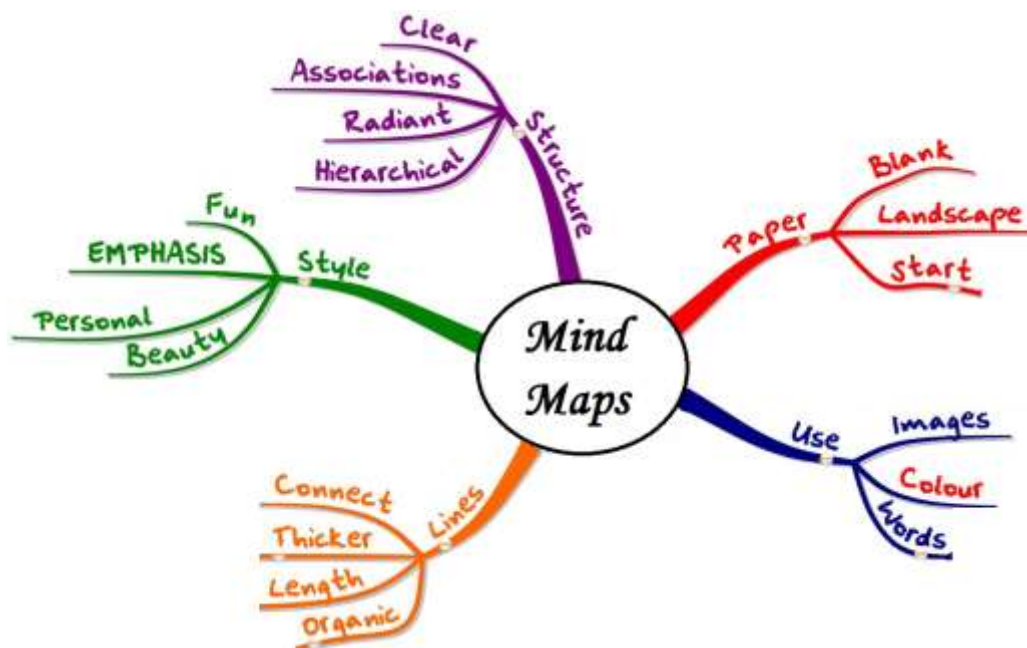 Mind
Maps
Structure
Clear
Associations
Radiant
Hierarchical
Paper
Blank
Landscape
Start
Use
Images
Colour
Words
Lines
Connect
Thicker
Length
Organic
Style
Fun
EMPHASIS
Personal
Beauty